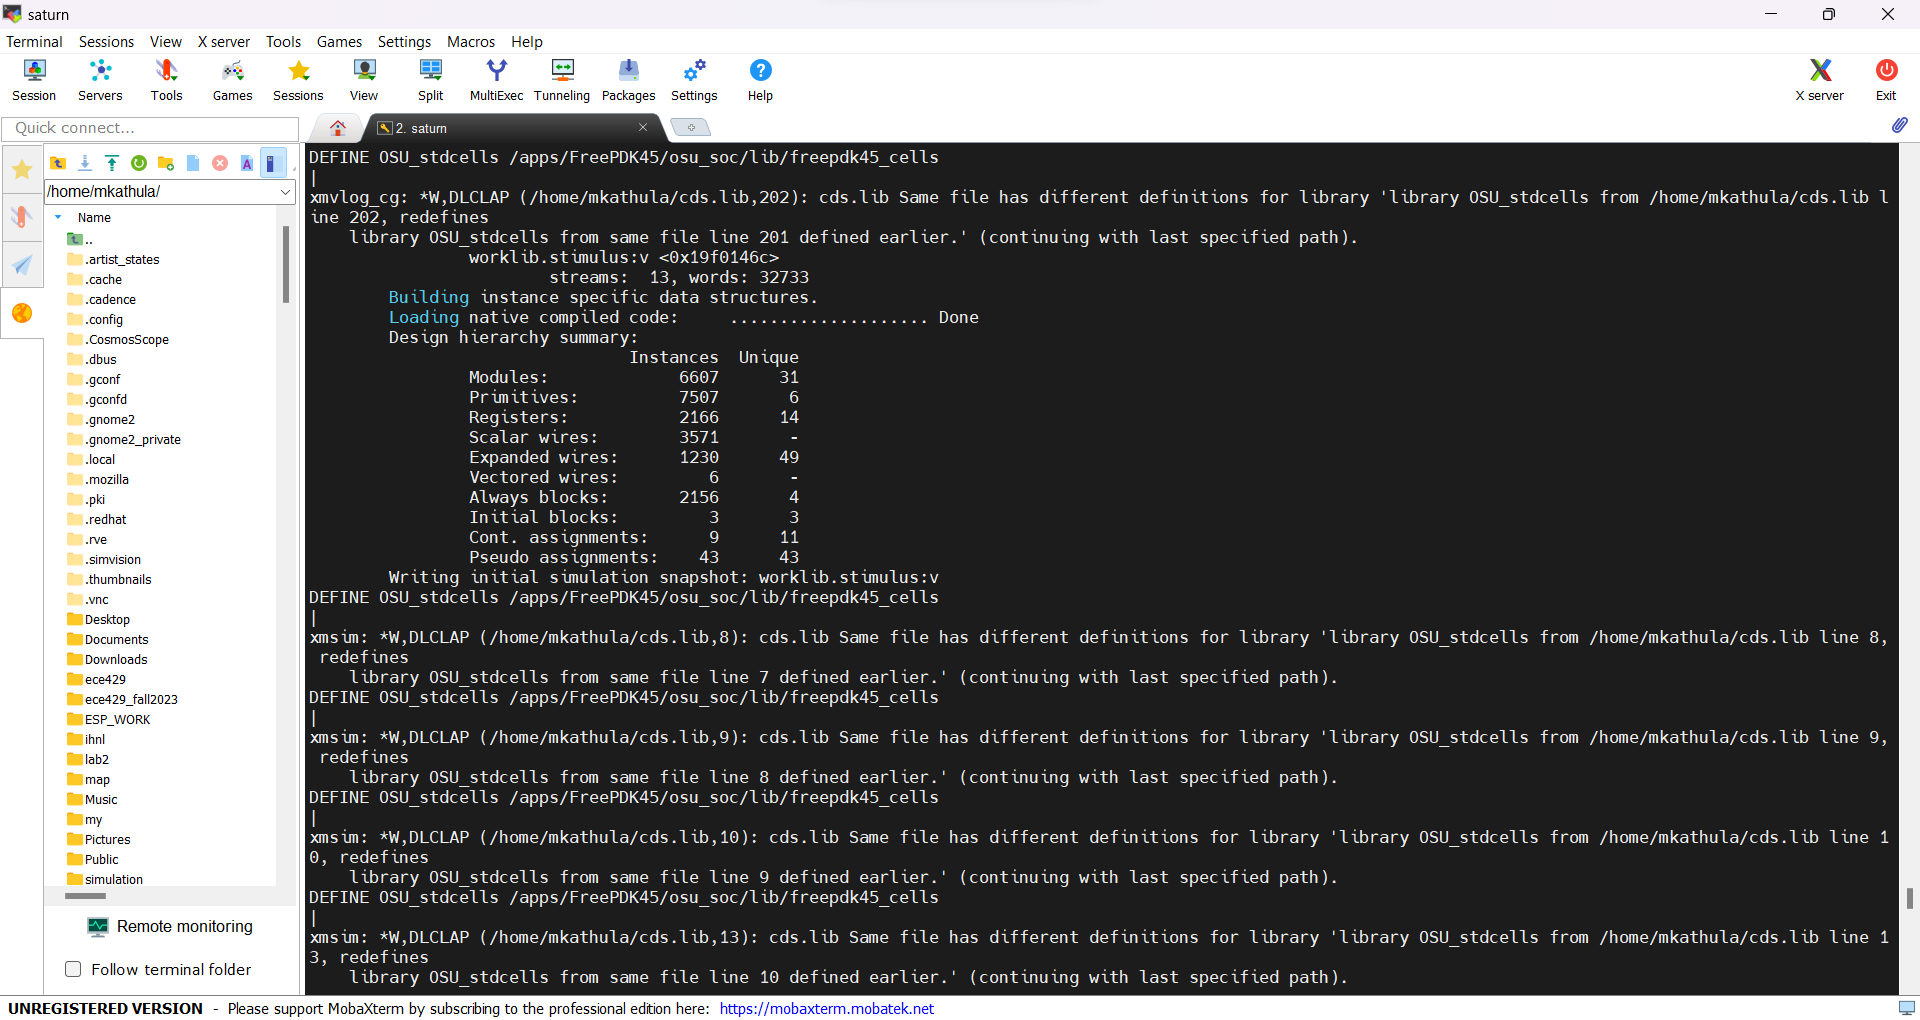 saturn
Terminal Sessions View X server Tools Games Settings Macros Help
Session Servers Tools Games Sessions View Split MultiExec Tunneling Packages Settings Help X server Exit
Quick connect...
2. saturn
/home/mkathula/
Name
..
.artist_states
.cache
.cadence
.config
.CosmosScope
.dbus
.gconf
.gconfd
.gnome2
.gnome2_private
.local
.mozilla
.pki
.redhat
.rve
.simvision
.thumbnails
.vnc
Desktop
Documents
Downloads
ece429
ece429_fall2023
ESP_WORK
ihnl
lab2
map
Music
my
Pictures
Public
simulation
Remote monitoring
Follow terminal folder
DEFINE OSU_stdcells /apps/FreePDK45/osu_soc/lib/freepdk45_cells
|
xmvlog_cg: *W,DLCLAP (/home/mkathula/cds.lib,202): cds.lib Same file has different definitions for library 'library OSU_stdcells from /home/mkathula/cds.lib l
ine 202, redefines
library OSU_stdcells from same file line 201 defined earlier.' (continuing with last specified path).
worklib.stimulus:v <0x19f0146c>
streams: 13, words: 32733
Building instance specific data structures.
Loading native compiled code: .................... Done
Design hierarchy summary:
Instances Unique
Modules: 6607 31
Primitives: 7507 6
Registers: 2166 14
Scalar wires: 3571 -
Expanded wires: 1230 49
Vectored wires: 6 -
Always blocks: 2156 4
Initial blocks: 3 3
Cont. assignments: 9 11
Pseudo assignments: 43 43
Writing initial simulation snapshot: worklib.stimulus:v
DEFINE OSU_stdcells /apps/FreePDK45/osu_soc/lib/freepdk45_cells
|
xmsim: *W,DLCLAP (/home/mkathula/cds.lib,8): cds.lib Same file has different definitions for library 'library OSU_stdcells from /home/mkathula/cds.lib line 8,
redefines
library OSU_stdcells from same file line 7 defined earlier.' (continuing with last specified path).
DEFINE OSU_stdcells /apps/FreePDK45/osu_soc/lib/freepdk45_cells
|
xmsim: *W,DLCLAP (/home/mkathula/cds.lib,9): cds.lib Same file has different definitions for library 'library OSU_stdcells from /home/mkathula/cds.lib line 9,
redefines
library OSU_stdcells from same file line 8 defined earlier.' (continuing with last specified path).
DEFINE OSU_stdcells /apps/FreePDK45/osu_soc/lib/freepdk45_cells
|
xmsim: *W,DLCLAP (/home/mkathula/cds.lib,10): cds.lib Same file has different definitions for library 'library OSU_stdcells from /home/mkathula/cds.lib line 1
0, redefines
library OSU_stdcells from same file line 9 defined earlier.' (continuing with last specified path).
DEFINE OSU_stdcells /apps/FreePDK45/osu_soc/lib/freepdk45_cells
|
xmsim: *W,DLCLAP (/home/mkathula/cds.lib,13): cds.lib Same file has different definitions for library 'library OSU_stdcells from /home/mkathula/cds.lib line 1
3, redefines
library OSU_stdcells from same file line 10 defined earlier.' (continuing with last specified path).
UNREGISTERED VERSION - Please support MobaXterm by subscribing to the professional edition here: https://mobaxterm.mobatek.net